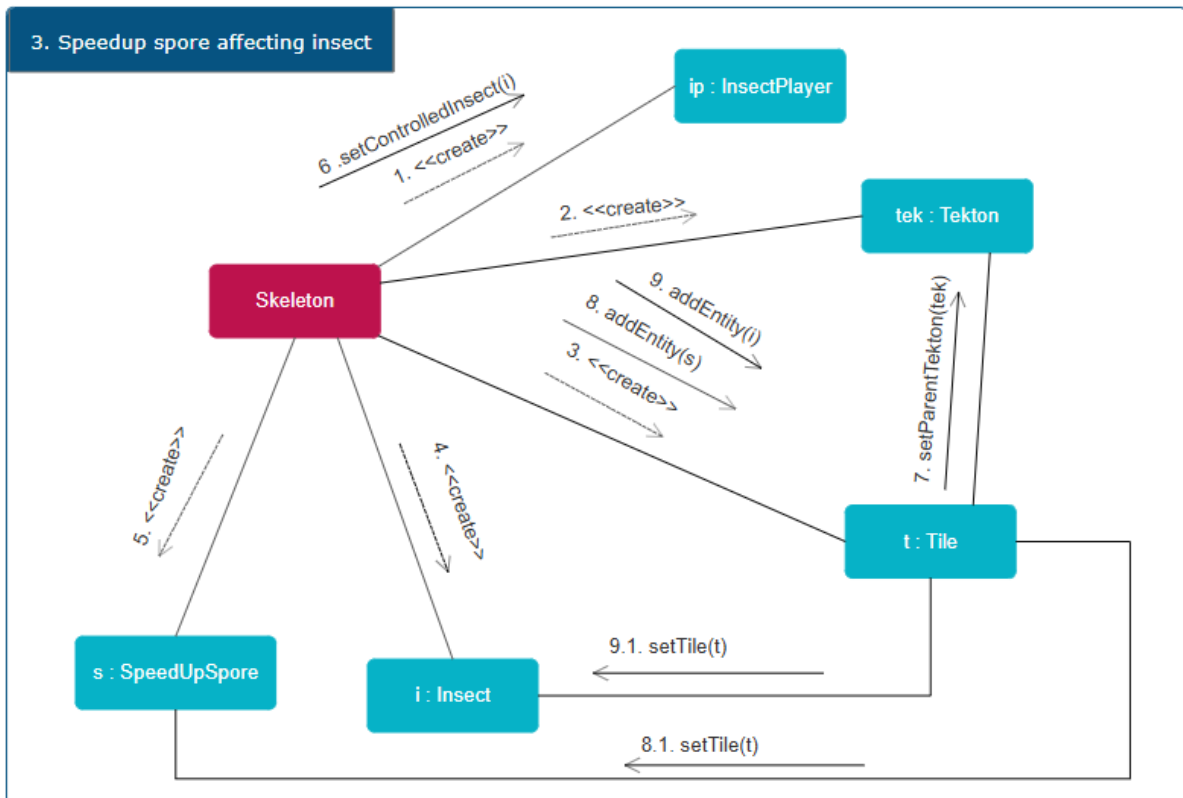 3. Speedup spore affecting insect
ip : InsectPlayer
6 .setControlledInsect(i)
1. <<create>>
2. <<create>>
tek : Tekton
Skeleton
9. addEntity(i)
8. addEntity(s)
3. <<create>>
7. setParentTekton(tek)
5. <<create>>
4. <<create>>
t : Tile
s : SpeedUpSpore
i : Insect
9.1. setTile(t)
8.1. setTile(t)